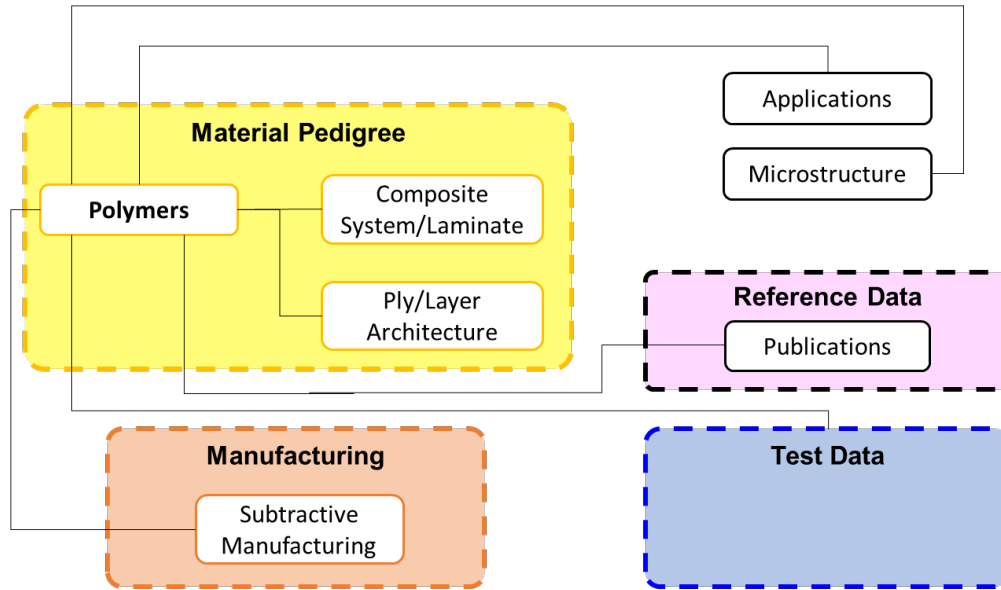 Applications
Material Pedigree
Microstructure
Polymers
Composite
System/Laminate
Ply/Layer
Architecture
Reference Data
Publications
Manufacturing
Subtractive
Manufacturing
Test Data